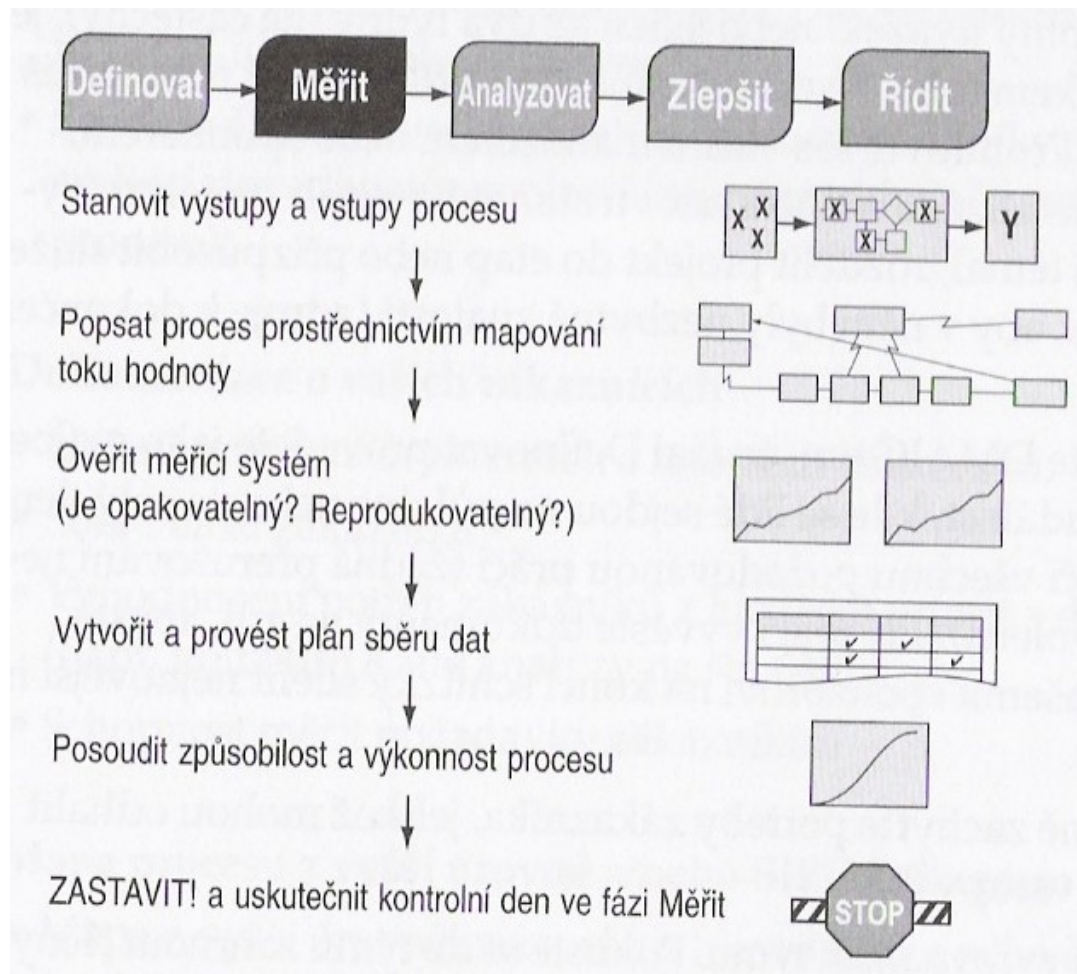 Definovat
Měřit
Analyzovat
Zlepšit
Řídit
Stanovit výstupy a vstupy procesu
X X X
X X
X
Y
Popsat proces prostřednictvím mapování
toku hodnoty
Ověřit měřicí systém
(Je opakovatelný? Reprodukovatelný?)
Vytvořit a provést plán sběru dat
Posoudit způsobilost a výkonnost procesu
ZASTAVIT! a uskutečnit kontrolní den ve fázi Měřit
STOP